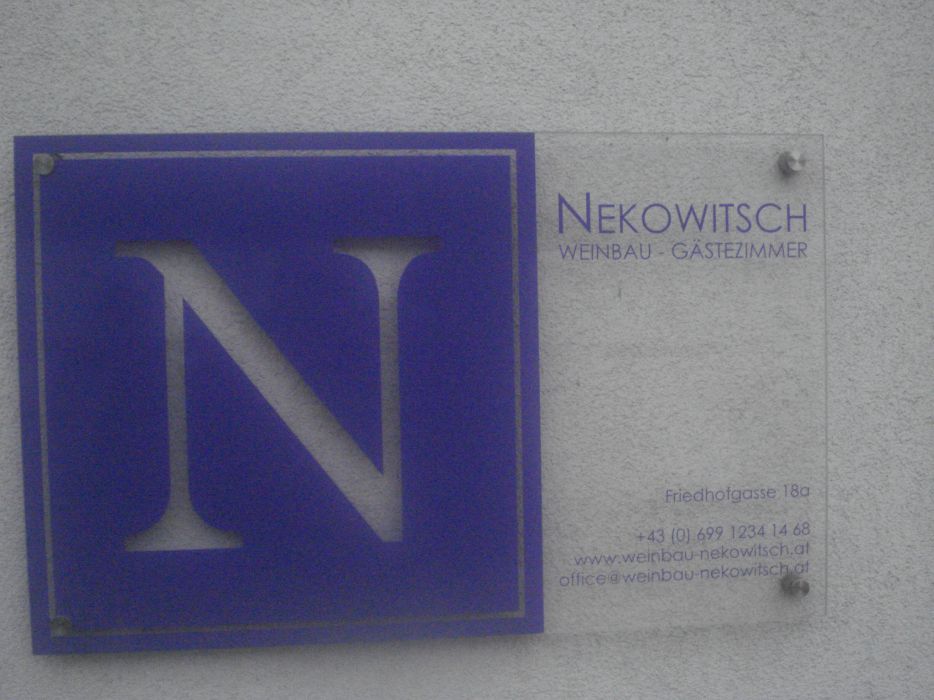 N
NEKOWITSCH
WEINBAU - GÄSTEZIMMER
Friedhofgasse 18a
+43 (0) 699 1234 14 68
www.weinbau-nekowitsch.at
office@weinbau-nekowitsch.at